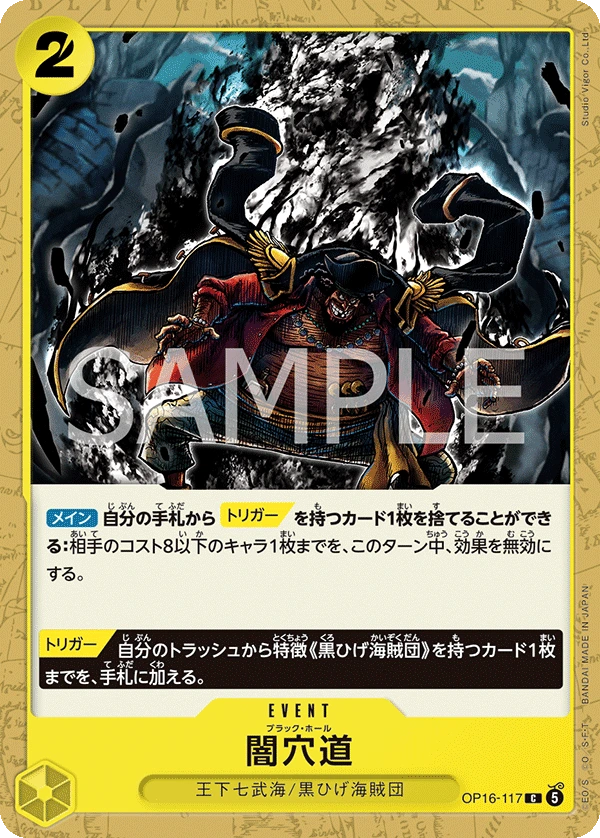 DLICHES EISMEER
2
Studio Vigor Co.,Ltd.
SAMPLE
メイン 自分の手札から トリガー を持つカード1枚を捨てることができ
る:相手のコスト8以下のキャラ1枚までを、このターン中、効果を無効に
する。
トリガー 自分のトラッシュから特徴《黒ひげ海賊団》を持つカード1枚
までを、手札に加える。
EVENT
ブラック・ホール
闇穴道
王下七武海/黒ひげ海賊団
OP16-117 C 5
©E.O./S. ©E.O./S.,F.,T. BANDAI MADE IN JAPAN